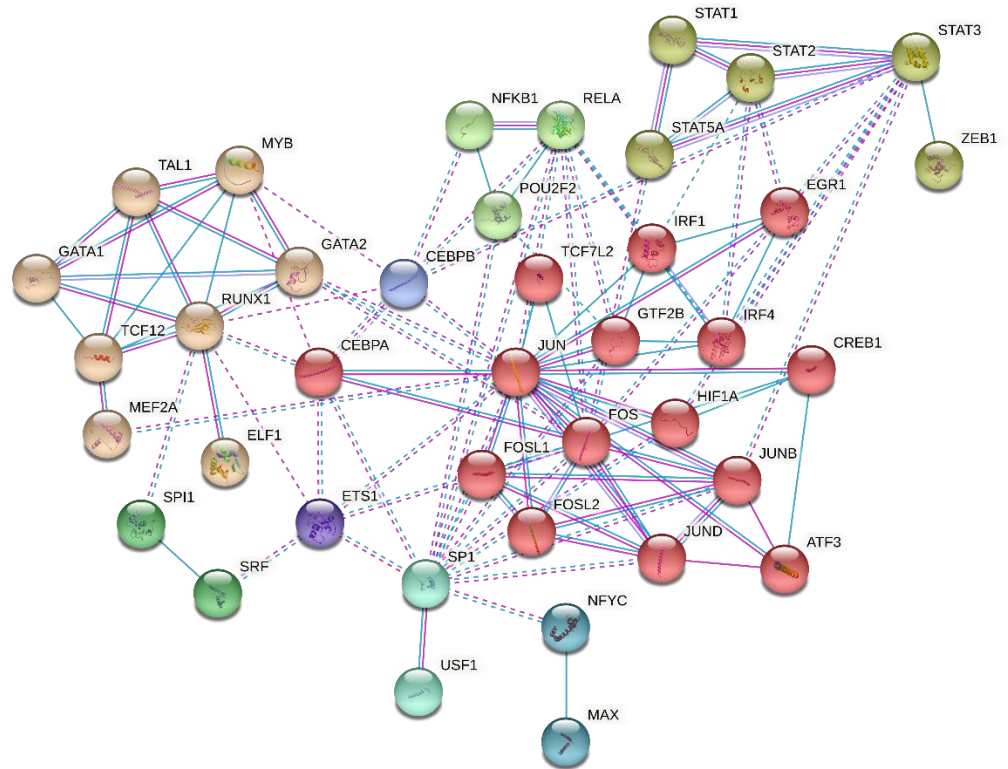 STAT1
STAT3
STAT2
NFKB1
RELA
STAT5A
ZEB1
MYB
TAL1
POU2F2
EGR1
IRF1
GATA1
GATA2
CEBPB
TCF7L2
RUNX1
TCF12
GTF2B
IRF4
CEBPA
JUN
CREB1
HIF1A
MEF2A
FOS
ELF1
FOSL1
JUNB
SPI1
ETS1
FOSL2
JUND
ATF3
SP1
SRF
NFYC
USF1
MAX